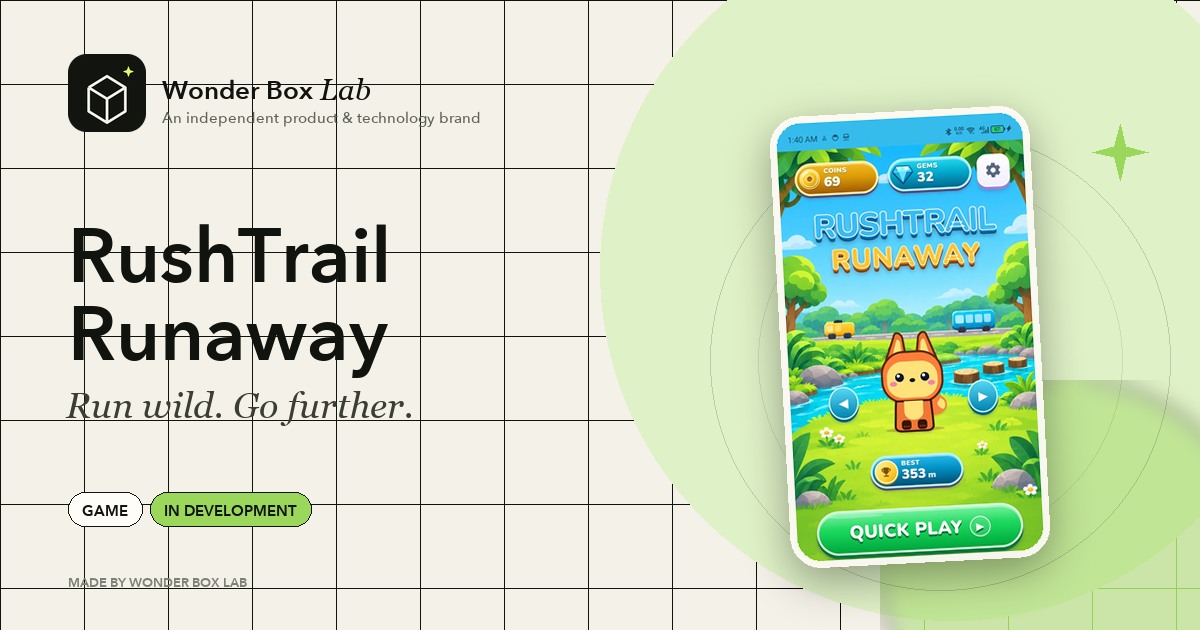 Wonder Box Lab
An independent product & technology brand
RushTrail
Runaway
Run wild. Go further.
GAME
IN DEVELOPMENT
MADE BY WONDER BOX LAB
1:40 AM
COINS
69
GEMS
32
RUSHTRAIL
RUNAWAY
BEST
353 m
QUICK PLAY